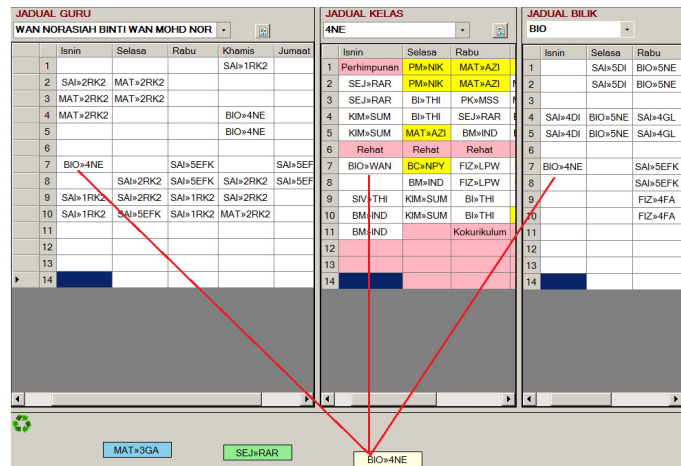 JADUAL GURU
WAN NORASIAH BINTI WAN MOHD NOR
Isnin Selasa Rabu Khamis Jumaat
1 SAI»1RK2
2 SAI»2RK2 MAT»2RK2
3 MAT»2RK2 MAT»2RK2
4 MAT»2RK2 BIO»4NE
5 BIO»4NE
6
7 BIO»4NE SAI»5EFK SAI»5EF
8 SAI»2RK2 SAI»5EFK SAI»2RK2 SAI»5EF
9 SAI»1RK2 SAI»2RK2 SAI»1RK2 SAI»2RK2
10 SAI»1RK2 SAI»5EFK SAI»1RK2 MAT»2RK2
11
12
13
14
JADUAL KELAS
4NE
Isnin Selasa Rabu
1 Perhimpunan PM»NIK MAT»AZI
2 SEJ»RAR PM»NIK MAT»AZI
3 SEJ»RAR BI»THI PK»MSS
4 KIM»SUM BI»THI SEJ»RAR
5 KIM»SUM MAT»AZI BM»IND
6 Rehat Rehat Rehat
7 BIO»WAN BC»NPY FIZ»LPW
8 BM»IND FIZ»LPW
9 SIV»THI KIM»SUM BI»THI
10 BM»IND KIM»SUM BI»THI
11 BM»IND Kokurikulum
12
13
14
JADUAL BILIK
BIO
Isnin Selasa Rabu
1 SAI»5DI BIO»5NE
2 SAI»5DI BIO»5NE
3
4 SAI»4DI BIO»5NE SAI»4GL
5 SAI»4DI BIO»5NE SAI»4GL
6
7 BIO»4NE SAI»5EFK
8 SAI»5EFK
9 FIZ»4FA
10 FIZ»4FA
11
12
13
14
MAT»3GA
SEJ»RAR
BIO»4NE